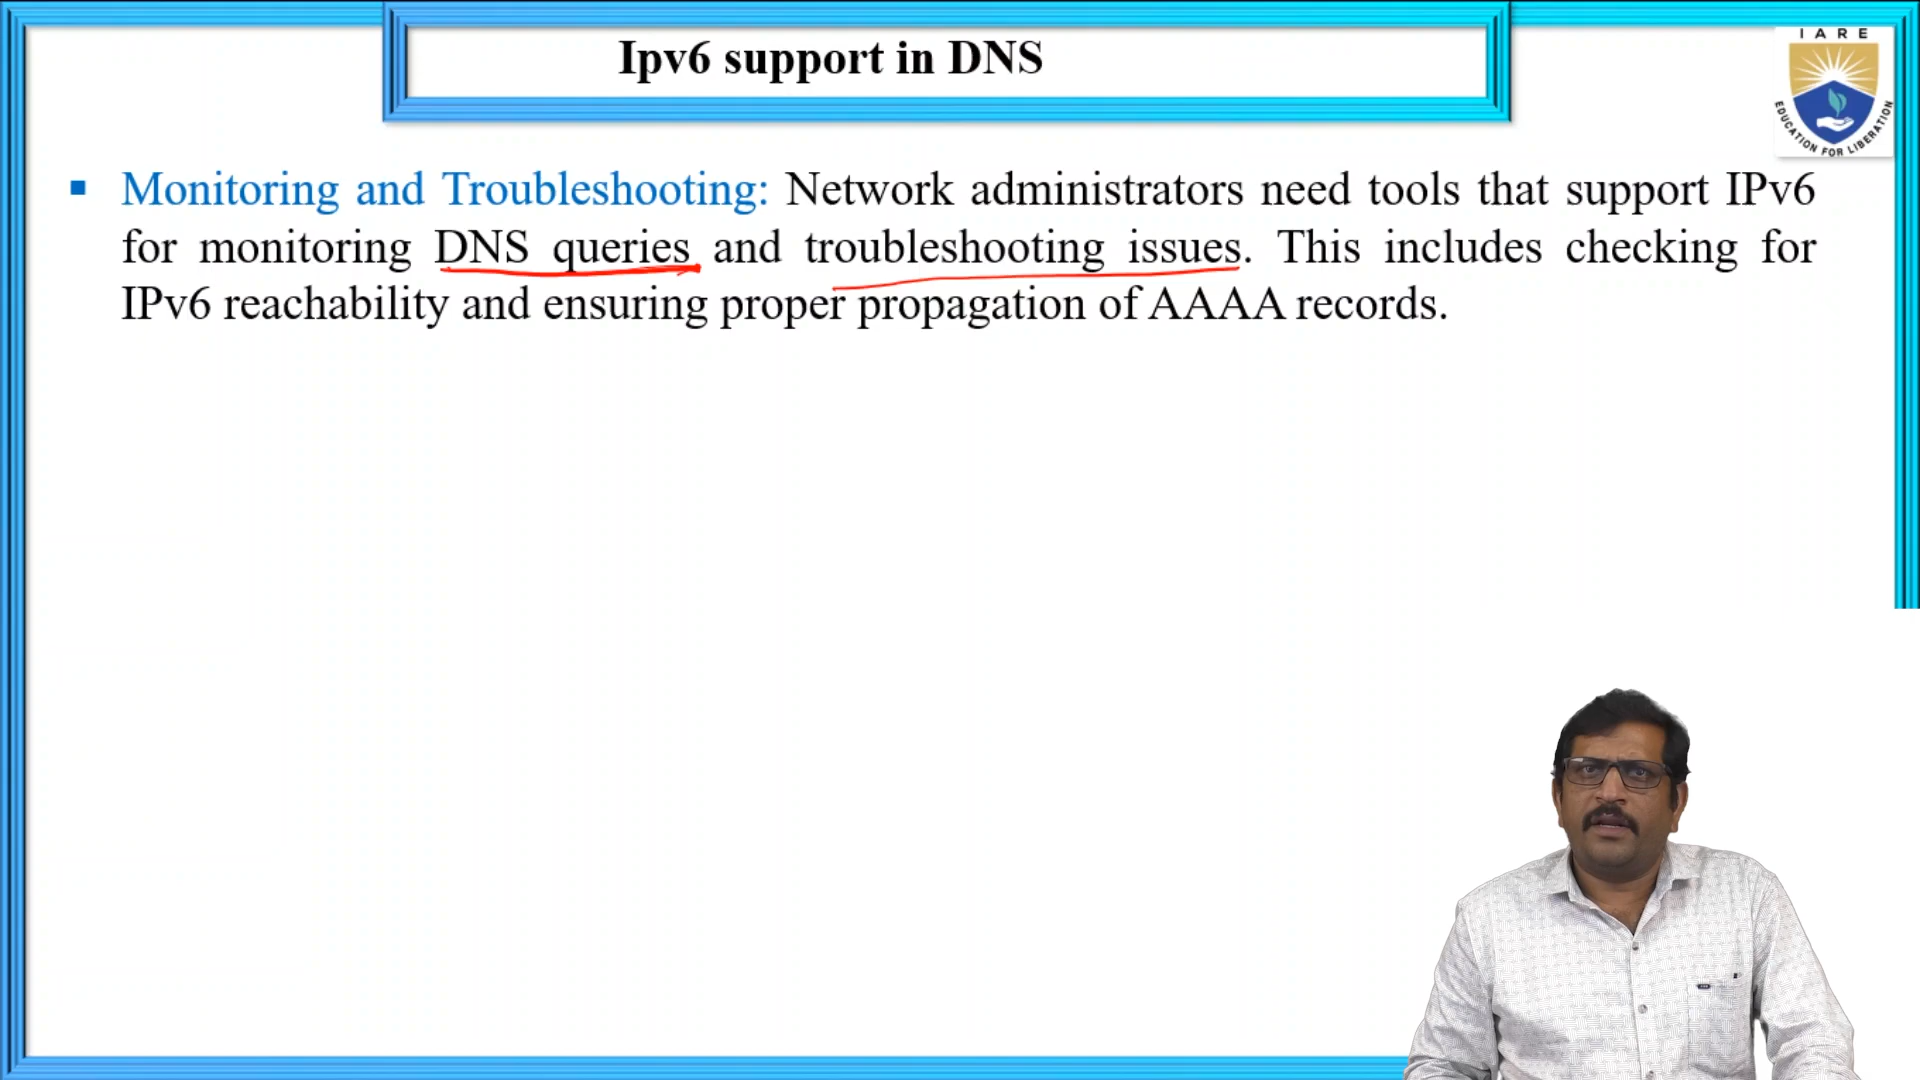 Ipv6 support in DNS
I A R E
EDUCATION FOR LIBERATION
Monitoring and Troubleshooting: Network administrators need tools that support IPv6
for monitoring DNS queries and troubleshooting issues. This includes checking for
IPv6 reachability and ensuring proper propagation of AAAA records.